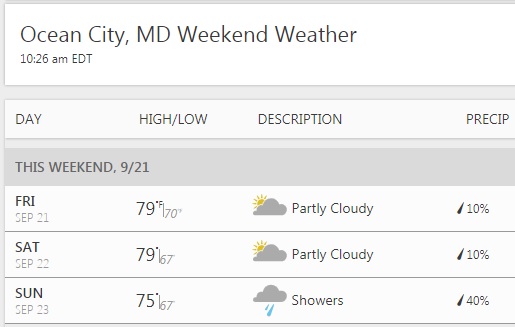 Ocean City, MD Weekend Weather
10:26 am EDT
DAY HIGH/LOW DESCRIPTION PRECIP
THIS WEEKEND, 9/21
FRI
SEP 21
79°F|70° Partly Cloudy 10%
SAT
SEP 22
79°|67° Partly Cloudy 10%
SUN
SEP 23
75°|67° Showers 40%